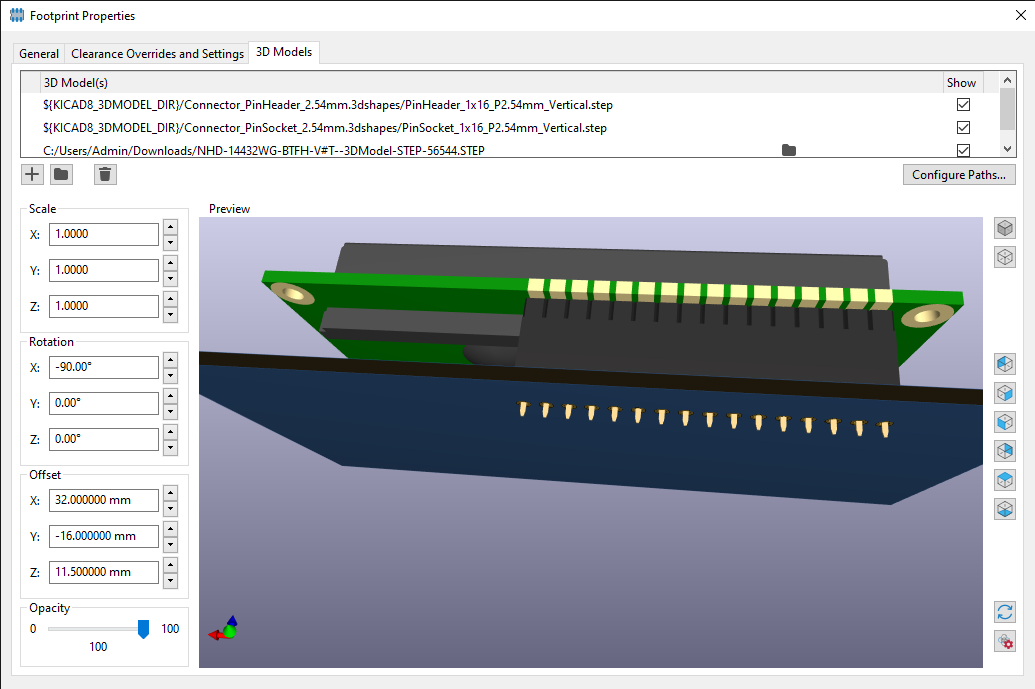 Footprint Properties
General Clearance Overrides and Settings 3D Models
3D Model(s) Show
${KICAD8_3DMODEL_DIR}/Connector_PinHeader_2.54mm.3dshapes/PinHeader_1x16_P2.54mm_Vertical.step
${KICAD8_3DMODEL_DIR}/Connector_PinSocket_2.54mm.3dshapes/PinSocket_1x16_P2.54mm_Vertical.step
C:/Users/Admin/Downloads/NHD-14432WG-BTFH-V#T--3DModel-STEP-56544.STEP
Configure Paths...
Scale
X: 1.0000
Y: 1.0000
Z: 1.0000
Rotation
X: -90.00°
Y: 0.00°
Z: 0.00°
Offset
X: 32.000000 mm
Y: -16.000000 mm
Z: 11.500000 mm
Opacity
0 100
100
Preview